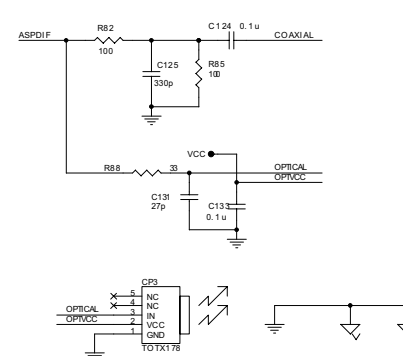 R82
C124 0.1u
ASPDIF
COAXIAL
100
C125
330p
R85
100
VCC
R88 33 OPTICAL
OPTVCC
C131
27p
C133
0.1u
CP3
5 NC
4 NC
OPTICAL 3 IN
OPTVCC 2 VCC
1 GND
TOTX178